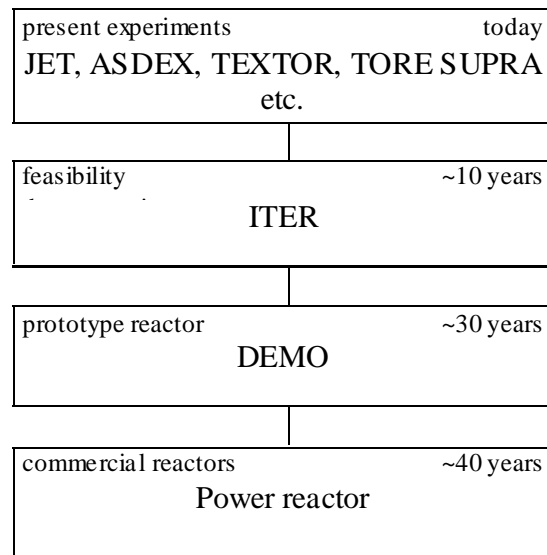 present experiments today
JET, ASDEX, TEXTOR, TORE SUPRA
etc.
feasibility ~10 years
ITER
prototype reactor ~30 years
DEMO
commercial reactors ~40 years
Power reactor